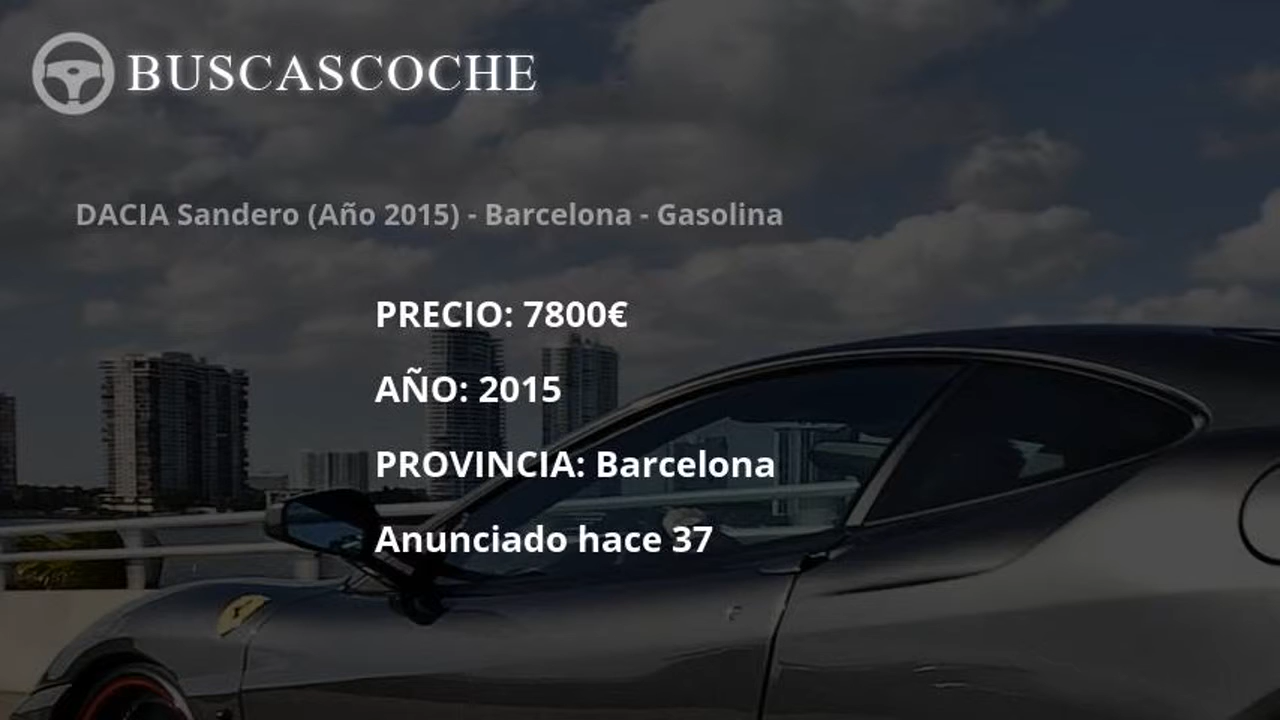 BUSCASCOCHE
DACIA Sandero (Año 2015) - Barcelona - Gasolina
PRECIO: 7800€
AÑO: 2015
PROVINCIA: Barcelona
Anunciado hace 37